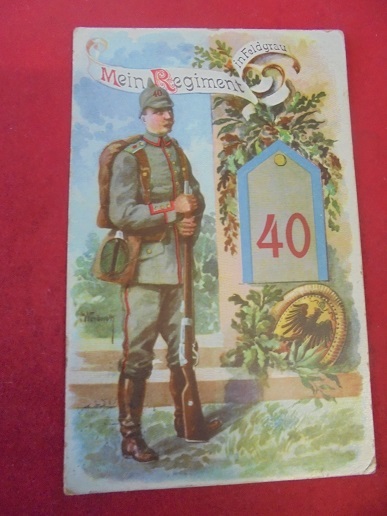 Mein Regiment
in Feldgrau
40